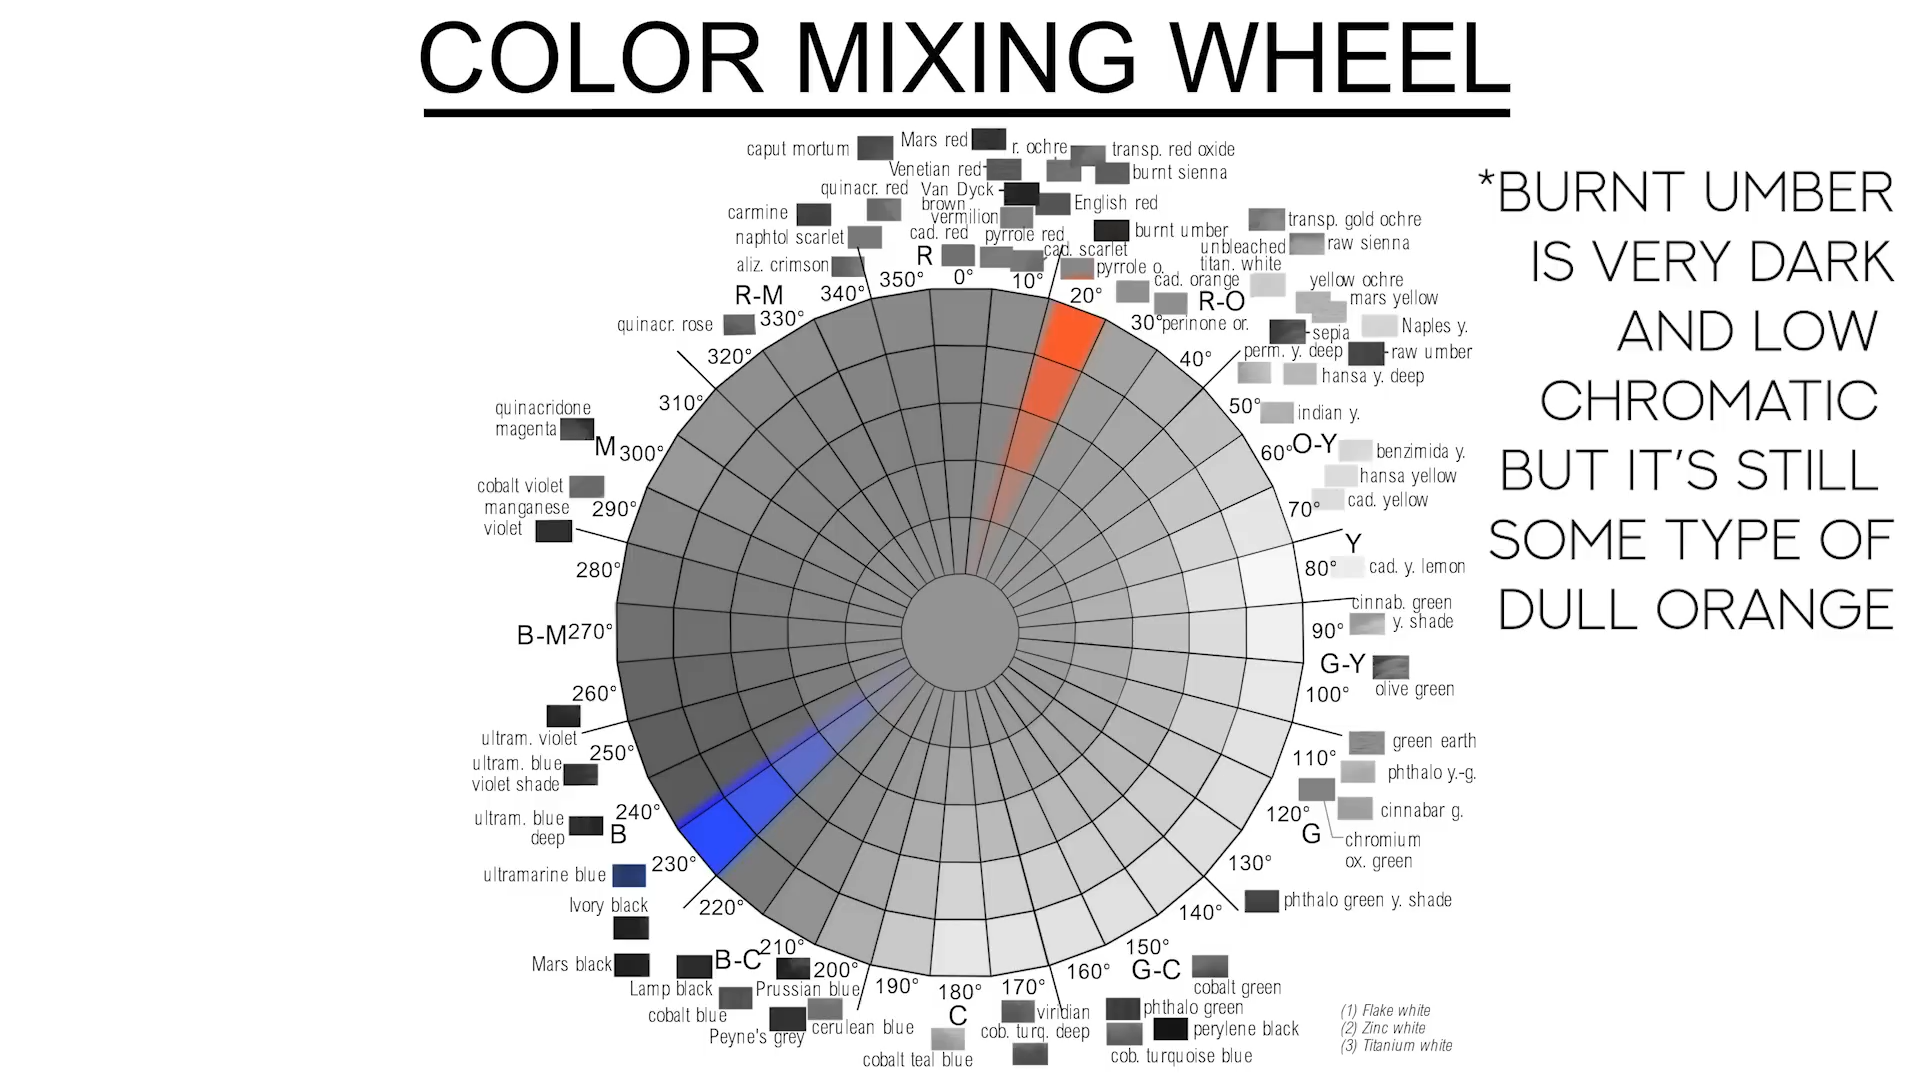 COLOR MIXING WHEEL
*BURNT UMBER
IS VERY DARK
AND LOW
CHROMATIC
BUT IT'S STILL
SOME TYPE OF
DULL ORANGE
caput mortum
Mars red
r. ochre
transp. red oxide
Venetian red
burnt sienna
quinacr. red
Van Dyck
brown
English red
carmine
vermilion
burnt umber
transp. gold ochre
naphtol scarlet
cad. red
pyrrole red
cad. scarlet
unbleached
titan. white
raw sienna
aliz. crimson
R
pyrrole o.
cad. orange
yellow ochre
mars yellow
R-M
340°
350°
0°
10°
20°
30°
R-O
perinone or.
quinacr. rose
330°
sepia
Naples y.
320°
40°
perm. y. deep
raw umber
hansa y. deep
310°
50°
indian y.
quinacridone
magenta
M
300°
60°
O-Y
benzimida y.
hansa yellow
cobalt violet
290°
70°
cad. yellow
manganese
violet
280°
Y
80°
cad. y. lemon
B-M
270°
cinnab. green
y. shade
90°
G-Y
olive green
260°
100°
ultram. violet
250°
green earth
110°
ultram. blue
violet shade
phthalo y.-g.
ultram. blue
deep
240°
B
120°
G
cinnabar g.
chromium
ox. green
ultramarine blue
230°
130°
Ivory black
220°
140°
phthalo green y. shade
Mars black
B-C
210°
200°
190°
180°
C
170°
160°
150°
G-C
Lamp black
Prussian blue
cobalt green
cobalt blue
cerulean blue
Peyne's grey
viridian
phthalo green
cob. turq. deep
perylene black
cobalt teal blue
cob. turquoise blue
(1) Flake white
(2) Zinc white
(3) Titanium white